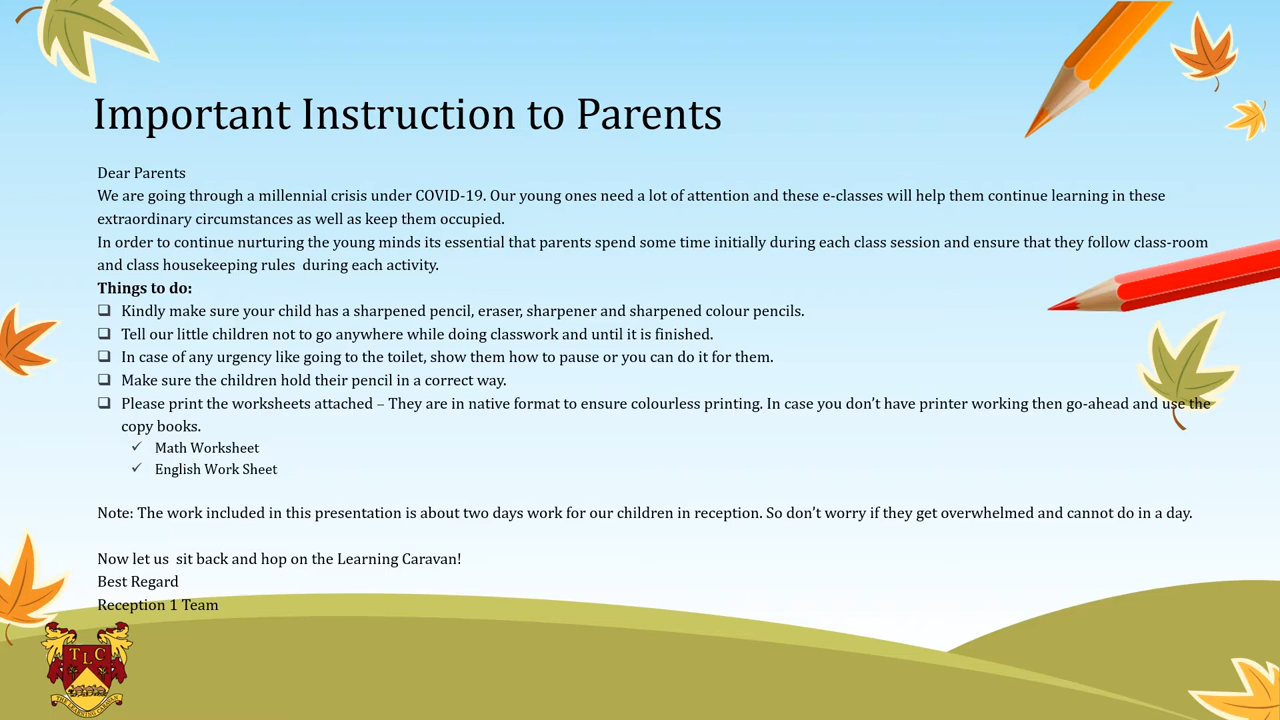 Important Instruction to Parents
Dear Parents
We are going through a millennial crisis under COVID-19. Our young ones need a lot of attention and these e-classes will help them continue learning in these
extraordinary circumstances as well as keep them occupied.
In order to continue nurturing the young minds its essential that parents spend some time initially during each class session and ensure that they follow class-room
and class housekeeping rules  during each activity.
Things to do:
❑ Kindly make sure your child has a sharpened pencil, eraser, sharpener and sharpened colour pencils.
❑ Tell our little children not to go anywhere while doing classwork and until it is finished.
❑ In case of any urgency like going to the toilet, show them how to pause or you can do it for them.
❑ Make sure the children hold their pencil in a correct way.
❑ Please print the worksheets attached – They are in native format to ensure colourless printing. In case you don’t have printer working then go-ahead and use the
copy books.
✓ Math Worksheet
✓ English Work Sheet
Note: The work included in this presentation is about two days work for our children in reception. So don’t worry if they get overwhelmed and cannot do in a day.
Now let us  sit back and hop on the Learning Caravan!
Best Regard
Reception 1 Team
TLC
THE LEARNING CARAVAN